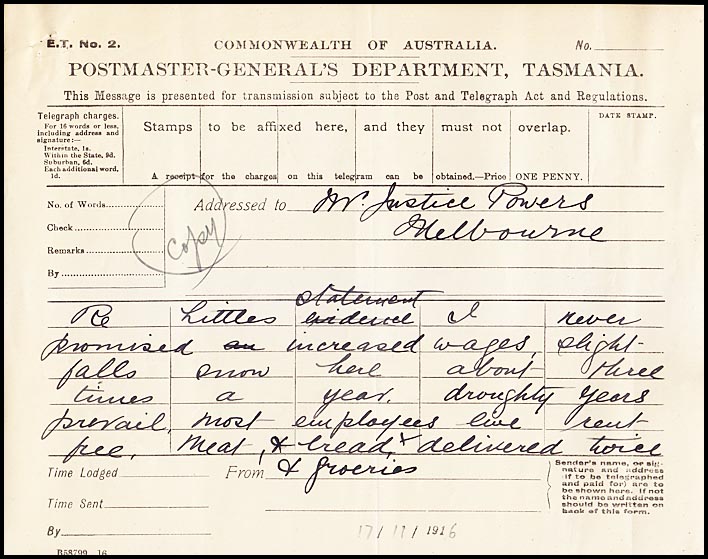 E.T. No. 2. COMMONWEALTH OF AUSTRALIA. No.
POSTMASTER-GENERAL'S DEPARTMENT, TASMANIA.
This Message is presented for transmission subject to the Post and Telegraph Act and Regulations.
Telegraph charges.
For 16 words or less,
including address and
signature:—
Interstate, 1s.
Within the State, 9d.
Suburban, 6d.
Each additional word,
1d.
Stamps to be affixed here, and they must not overlap.
A receipt for the charges on this telegram can be obtained.—Price ONE PENNY.
DATE STAMP.
No. of Words
Check
Remarks
By
Copy
Addressed to Mr Justice Powers
Melbourne
statement
Re Littles evidence I never
promised an increased wages, slight
falls snow here about three
times a year, droughty years
prevail, most employees live rent
free, meat, & bread, & delivered twice
& groceries
Time Lodged From
Time Sent
By
Sender's name, or sig-
nature and address
(if to be telegraphed
and paid for) are to
be shown here. If not
the name and address
should be written on
back of this form.
17/11/1916
B58799 16